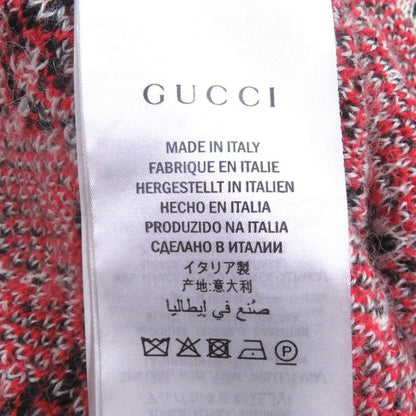 GUCCI
MADE IN ITALY
FABRIQUE EN ITALIE
HERGESTELLT IN ITALIEN
HECHO EN ITALIA
PRODUZIDO NA ITALIA
СДЕЛАНО В ИТАЛИИ
イタリア製
产地:意大利
صُنع في إيطاليا
P